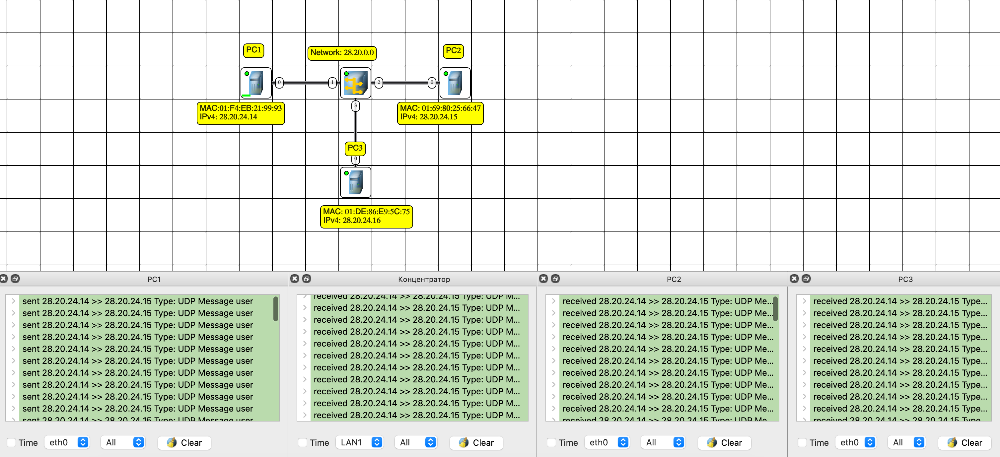 PC1
Network: 28.20.0.0
PC2
0
1
2
0
3
MAC:01:F4:EB:21:99:93
IPv4: 28.20.24.14
MAC: 01:69:80:25:66:47
IPv4: 28.20.24.15
PC3
0
MAC: 01:DE:86:E9:5C:75
IPv4: 28.20.24.16
PC1
sent 28.20.24.14 >> 28.20.24.15 Type: UDP Message user
sent 28.20.24.14 >> 28.20.24.15 Type: UDP Message user
sent 28.20.24.14 >> 28.20.24.15 Type: UDP Message user
sent 28.20.24.14 >> 28.20.24.15 Type: UDP Message user
sent 28.20.24.14 >> 28.20.24.15 Type: UDP Message user
sent 28.20.24.14 >> 28.20.24.15 Type: UDP Message user
sent 28.20.24.14 >> 28.20.24.15 Type: UDP Message user
sent 28.20.24.14 >> 28.20.24.15 Type: UDP Message user
sent 28.20.24.14 >> 28.20.24.15 Type: UDP Message user
sent 28.20.24.14 >> 28.20.24.15 Type: UDP Message user
sent 28.20.24.14 >> 28.20.24.15 Type: UDP Message user
Time eth0 All Clear
Концентратор
received 28.20.24.14 >> 28.20.24.15 Type: UDP M...
received 28.20.24.14 >> 28.20.24.15 Type: UDP M...
received 28.20.24.14 >> 28.20.24.15 Type: UDP M...
received 28.20.24.14 >> 28.20.24.15 Type: UDP M...
received 28.20.24.14 >> 28.20.24.15 Type: UDP M...
received 28.20.24.14 >> 28.20.24.15 Type: UDP M...
received 28.20.24.14 >> 28.20.24.15 Type: UDP M...
received 28.20.24.14 >> 28.20.24.15 Type: UDP M...
received 28.20.24.14 >> 28.20.24.15 Type: UDP M...
received 28.20.24.14 >> 28.20.24.15 Type: UDP M...
received 28.20.24.14 >> 28.20.24.15 Type: UDP M...
Time LAN1 All Clear
PC2
received 28.20.24.14 >> 28.20.24.15 Type: UDP Me...
received 28.20.24.14 >> 28.20.24.15 Type: UDP Me...
received 28.20.24.14 >> 28.20.24.15 Type: UDP Me...
received 28.20.24.14 >> 28.20.24.15 Type: UDP Me...
received 28.20.24.14 >> 28.20.24.15 Type: UDP Me...
received 28.20.24.14 >> 28.20.24.15 Type: UDP Me...
received 28.20.24.14 >> 28.20.24.15 Type: UDP Me...
received 28.20.24.14 >> 28.20.24.15 Type: UDP Me...
received 28.20.24.14 >> 28.20.24.15 Type: UDP Me...
received 28.20.24.14 >> 28.20.24.15 Type: UDP Me...
received 28.20.24.14 >> 28.20.24.15 Type: UDP Me...
Time eth0 All Clear
PC3
received 28.20.24.14 >> 28.20.24.15 Type...
received 28.20.24.14 >> 28.20.24.15 Type...
received 28.20.24.14 >> 28.20.24.15 Type...
received 28.20.24.14 >> 28.20.24.15 Type...
received 28.20.24.14 >> 28.20.24.15 Type...
received 28.20.24.14 >> 28.20.24.15 Type...
received 28.20.24.14 >> 28.20.24.15 Type...
received 28.20.24.14 >> 28.20.24.15 Type...
received 28.20.24.14 >> 28.20.24.15 Type...
received 28.20.24.14 >> 28.20.24.15 Type...
received 28.20.24.14 >> 28.20.24.15 Type...
Time eth0 All Clear